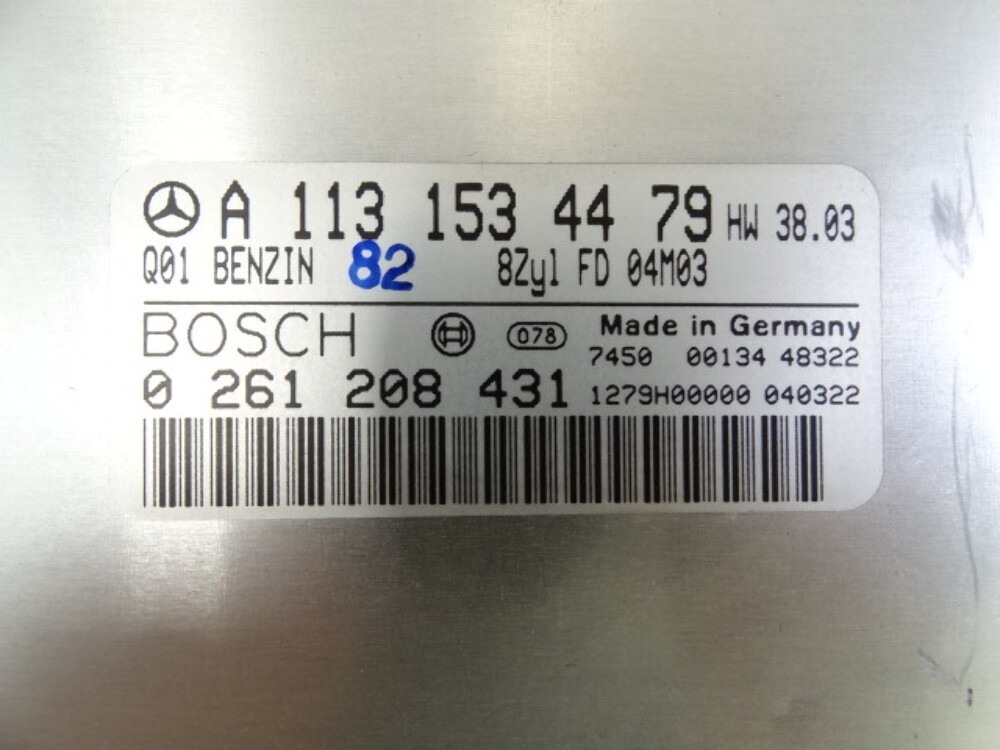 A 113 153 44 79 HW 38.03
Q01 BENZIN 82 8Zyl FD 04M03
BOSCH 078 Made in Germany
7450 00134 48322
0 261 208 431 1279H00000 040322